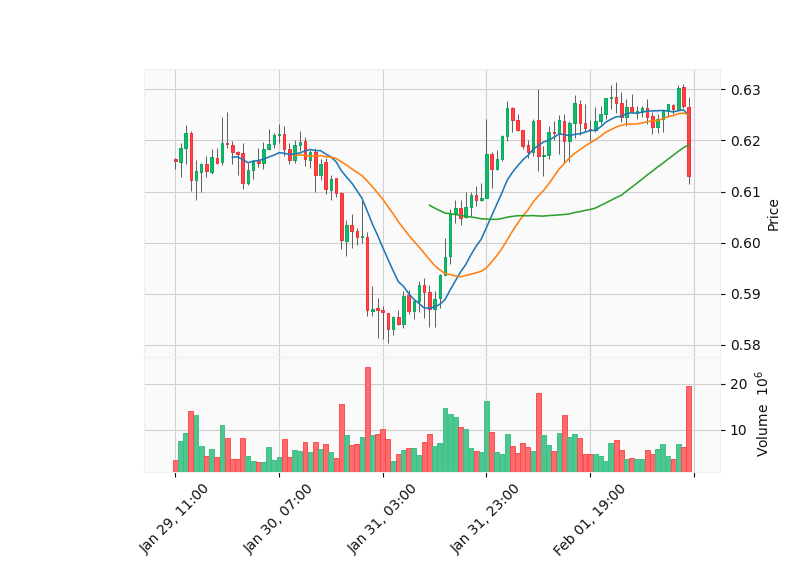 0.63
0.62
0.61
0.60
0.59
0.58
Price
20
10
Volume 10^6
Jan 29, 11:00
Jan 30, 07:00
Jan 31, 03:00
Jan 31, 23:00
Feb 01, 19:00